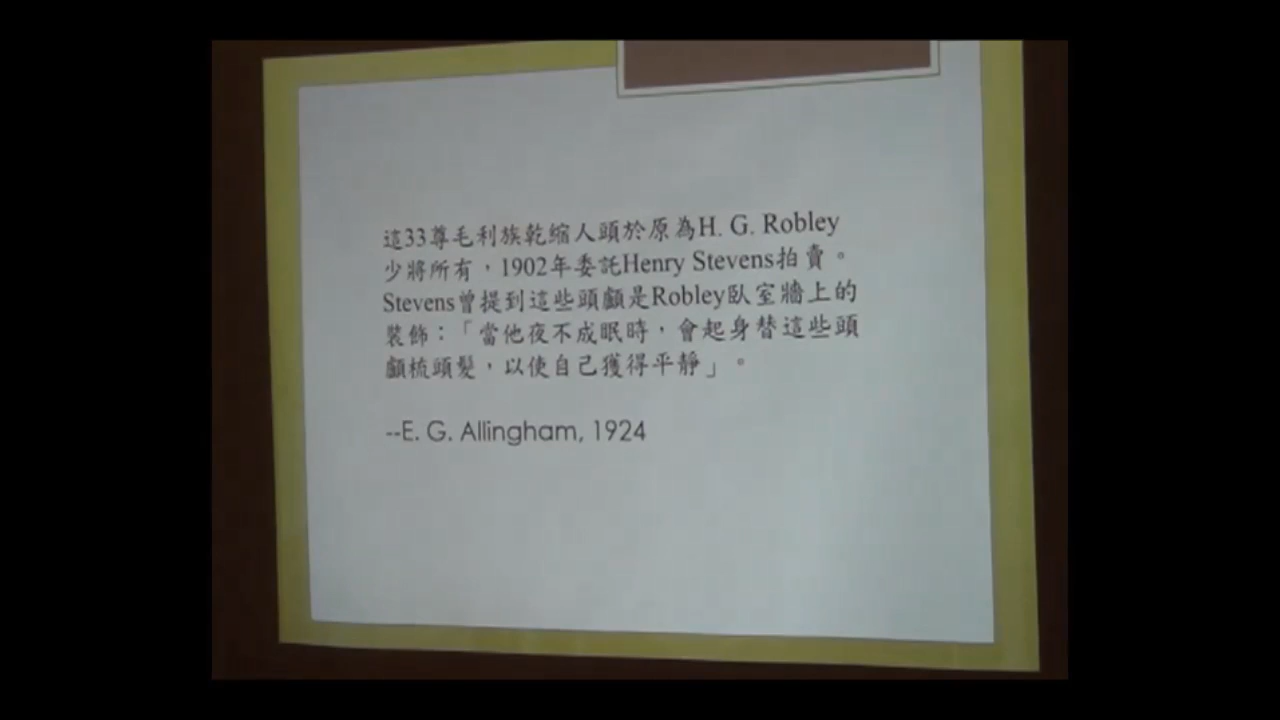 這33尊毛利族乾縮人頭於原為H. G. Robley
少將所有，1902年委託Henry Stevens拍賣。
Stevens曾提到這些頭顱是Robley臥室牆上的
裝飾：「當他夜不成眠時，會起身替這些頭
顱梳頭髮，以使自己獲得平靜」。
--E. G. Allingham, 1924